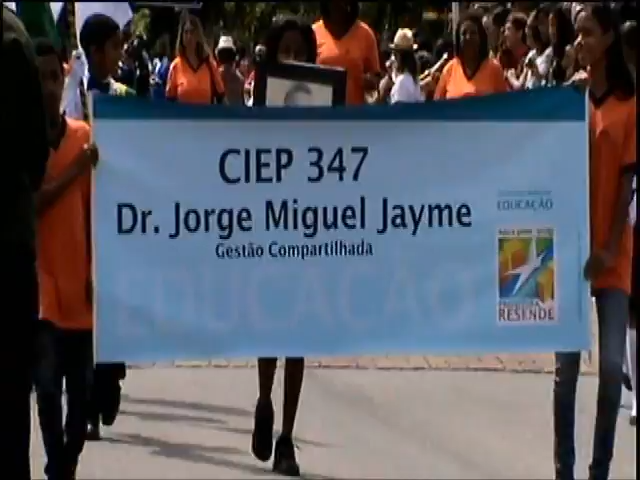 CIEP 347
Dr. Jorge Miguel Jayme
Gestão Compartilhada
EDUCAÇÃO
EDUCAÇÃO
RESENDE